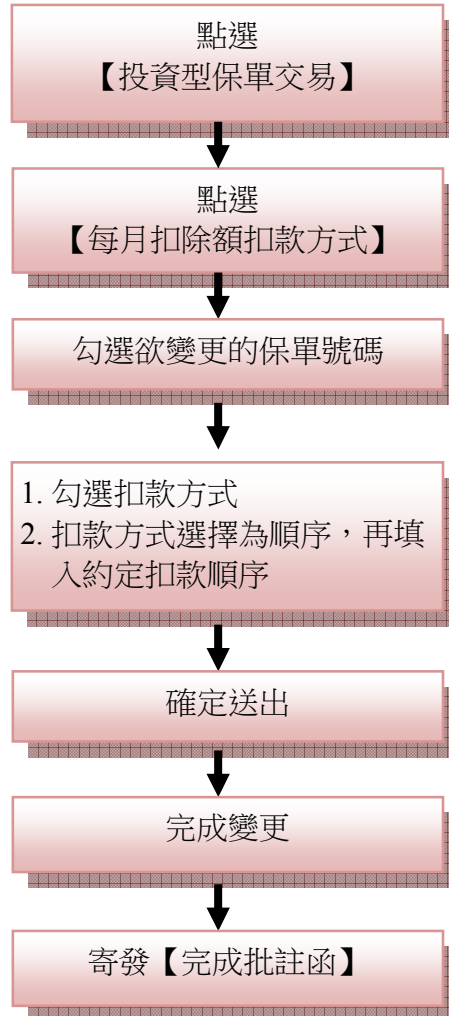 點選
【投資型保單交易】
點選
【每月扣除額扣款方式】
勾選欲變更的保單號碼
1. 勾選扣款方式
2. 扣款方式選擇為順序，再填
入約定扣款順序
確定送出
完成變更
寄發【完成批註函】